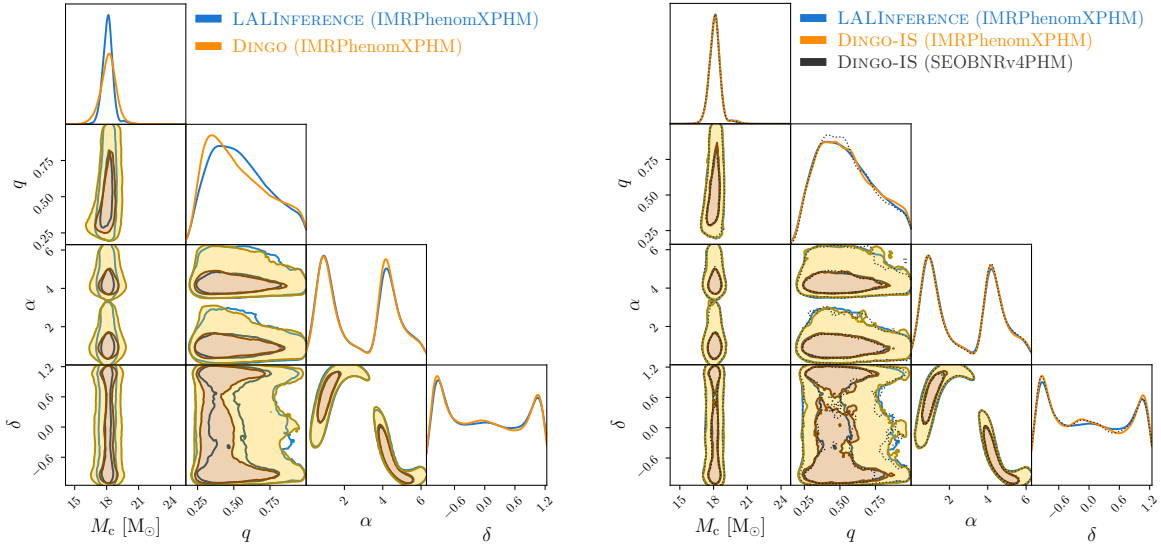 LALInference (IMRPhenomXPHM)
Dingo (IMRPhenomXPHM)
q
0.75
0.50
0.25
α
6
4
2
δ
1.2
0.6
0.0
−0.6
15 18 21 24
M_c [M_⊙]
0.25 0.50 0.75
q
2 4 6
α
−0.6 0.0 0.6 1.2
δ
LALInference (IMRPhenomXPHM)
Dingo-IS (IMRPhenomXPHM)
Dingo-IS (SEOBNRv4PHM)
q
0.75
0.50
0.25
α
6
4
2
δ
1.2
0.6
0.0
−0.6
15 18 21 24
M_c [M_⊙]
0.25 0.50 0.75
q
2 4 6
α
−0.6 0.0 0.6 1.2
δ